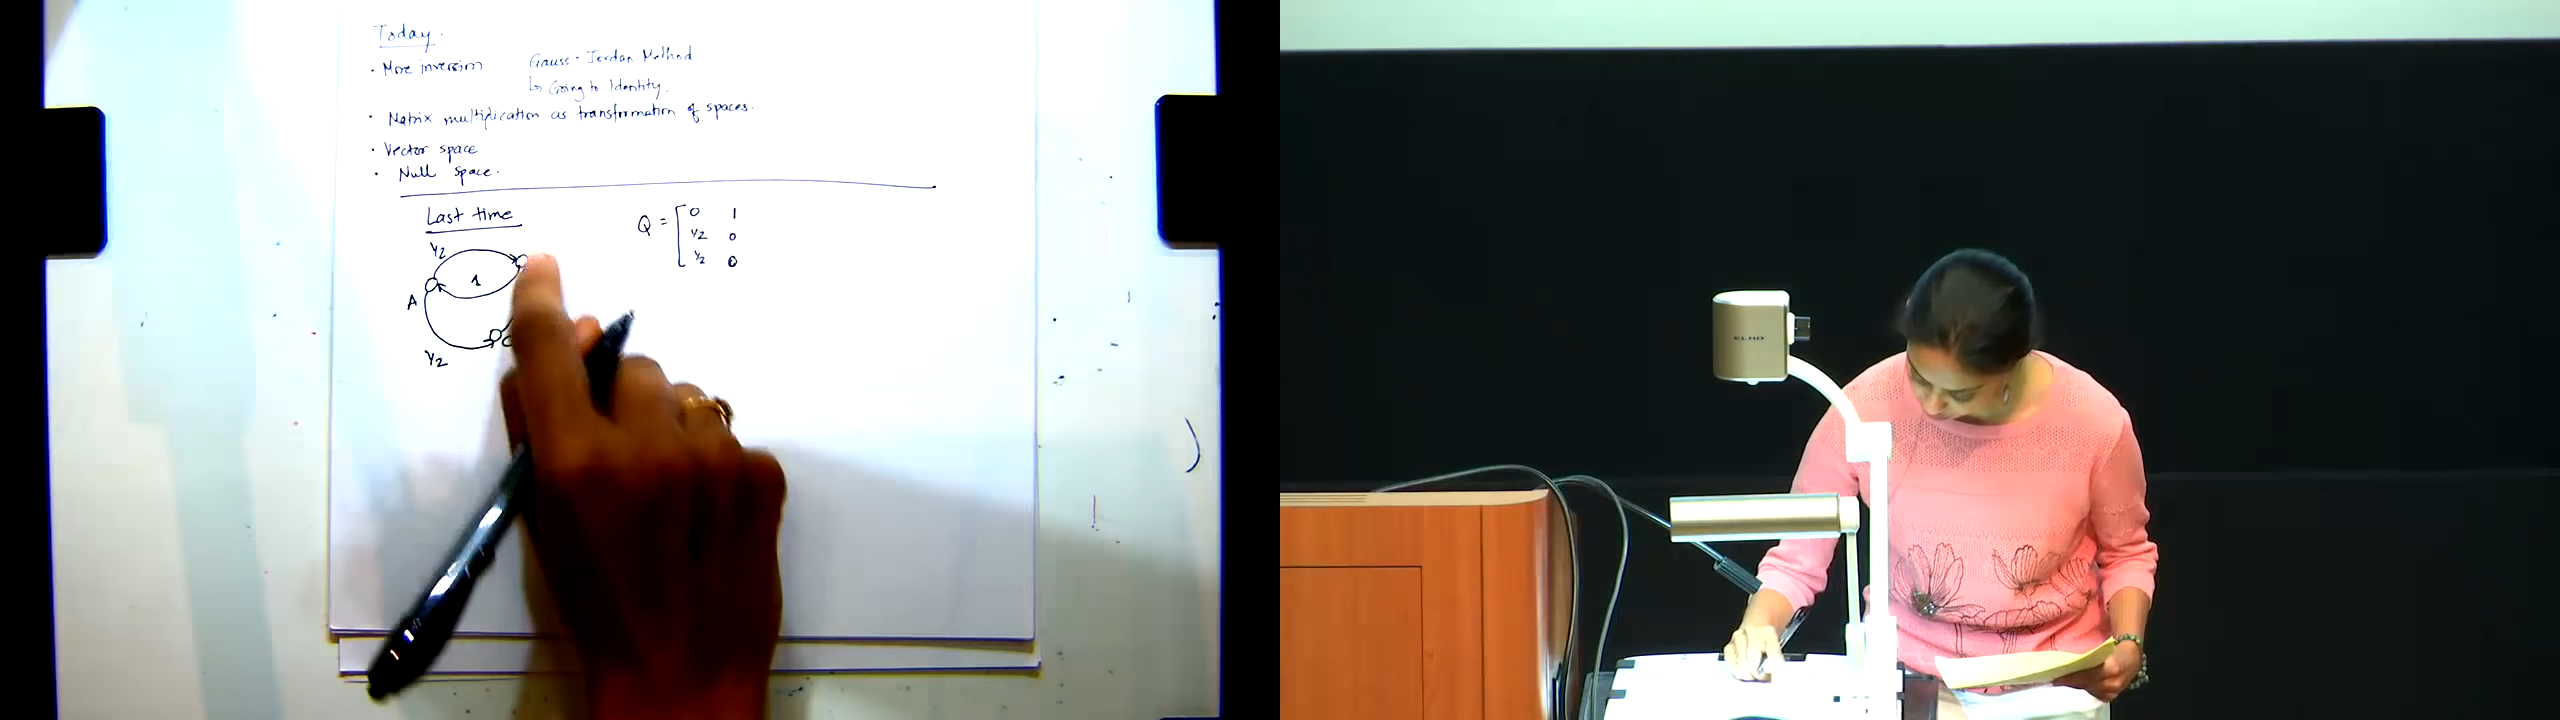 Today.
· More inversion Gauss-Jordan Method
↳ Going to Identity.
· Matrix multiplication as transformation of spaces.
· Vector space
· Null space.
Last time
Q = [ 0 1
1/2 0
1/2 0
1/2
1
A
C
1/2
ELMO